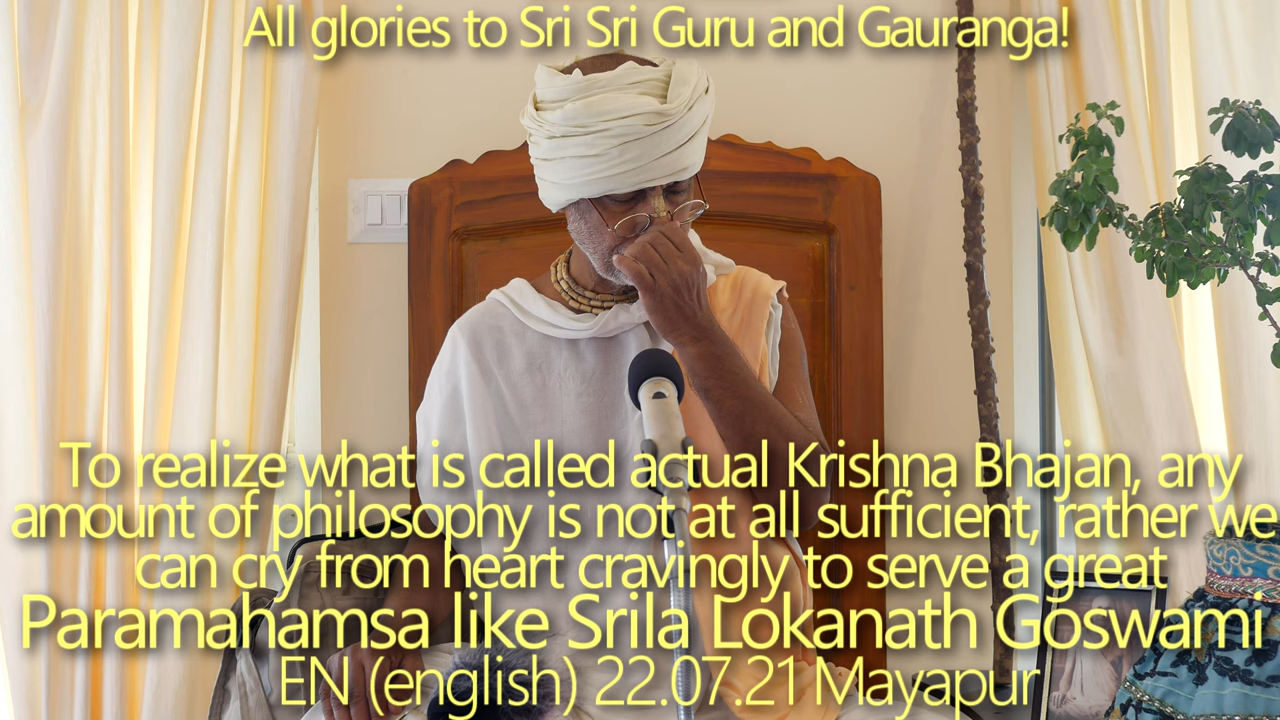 All glories to Sri Sri Guru and Gauranga!
To realize what is called actual Krishna Bhajan, any
amount of philosophy is not at all sufficient, rather we
can cry from heart cravingly to serve a great
Paramahamsa like Srila Lokanath Goswami
EN (english) 22.07.21 Mayapur